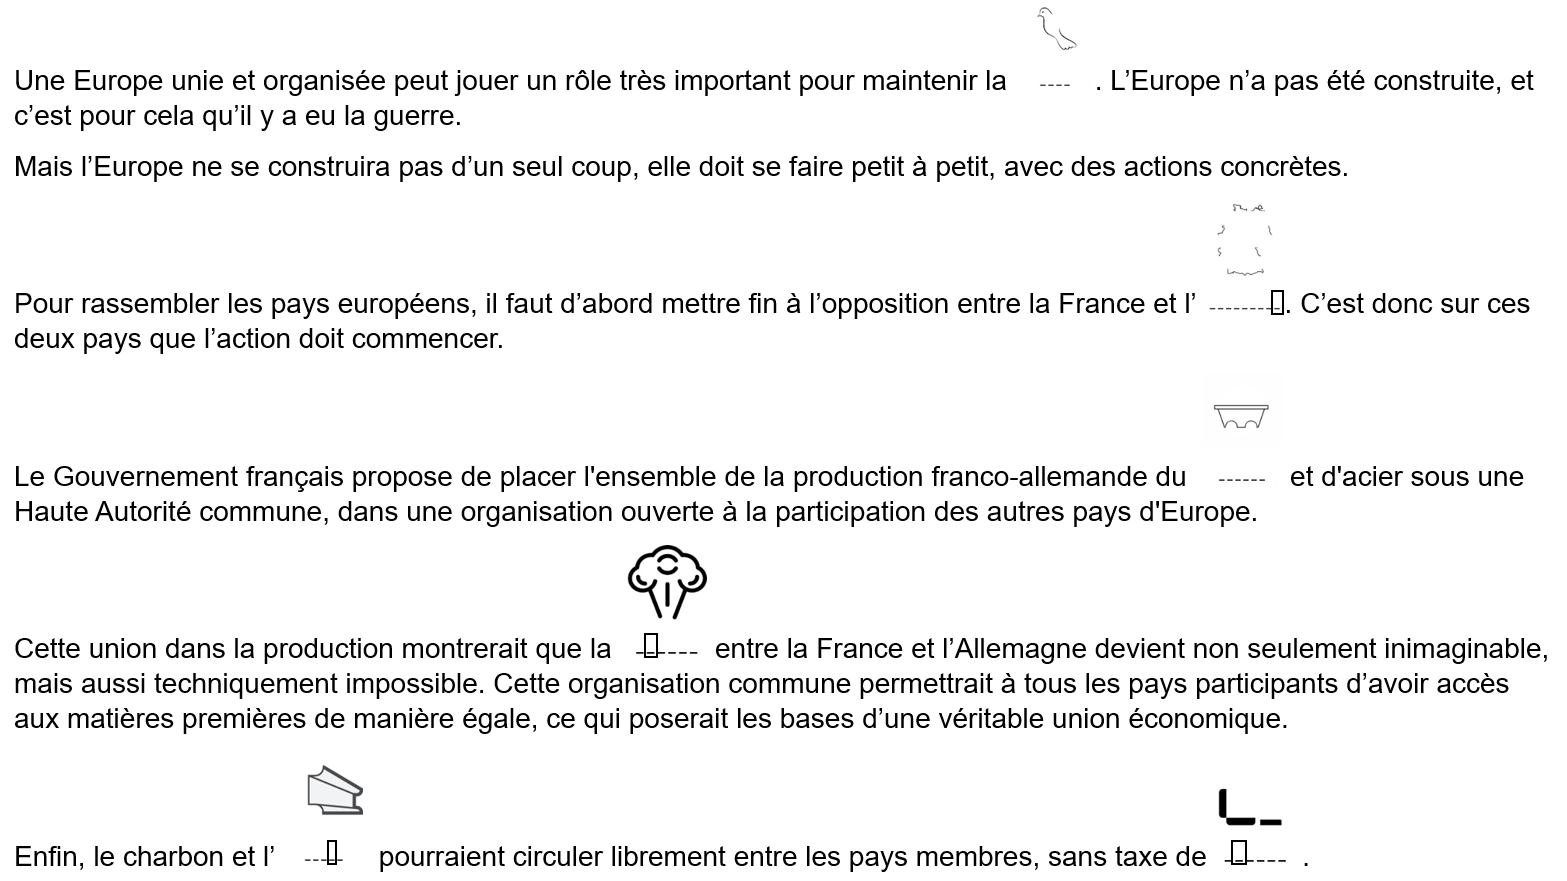 Une Europe unie et organisée peut jouer un rôle très important pour maintenir la ---- . L’Europe n’a pas été construite, et
c’est pour cela qu’il y a eu la guerre.
Mais l’Europe ne se construira pas d’un seul coup, elle doit se faire petit à petit, avec des actions concrètes.
Pour rassembler les pays européens, il faut d’abord mettre fin à l’opposition entre la France et l’ ---------. C’est donc sur ces
deux pays que l’action doit commencer.
Le Gouvernement français propose de placer l'ensemble de la production franco-allemande du ------ et d'acier sous une
Haute Autorité commune, dans une organisation ouverte à la participation des autres pays d'Europe.
Cette union dans la production montrerait que la ------ entre la France et l’Allemagne devient non seulement inimaginable,
mais aussi techniquement impossible. Cette organisation commune permettrait à tous les pays participants d’avoir accès
aux matières premières de manière égale, ce qui poserait les bases d’une véritable union économique.
Enfin, le charbon et l’ ----- pourraient circuler librement entre les pays membres, sans taxe de ------ .